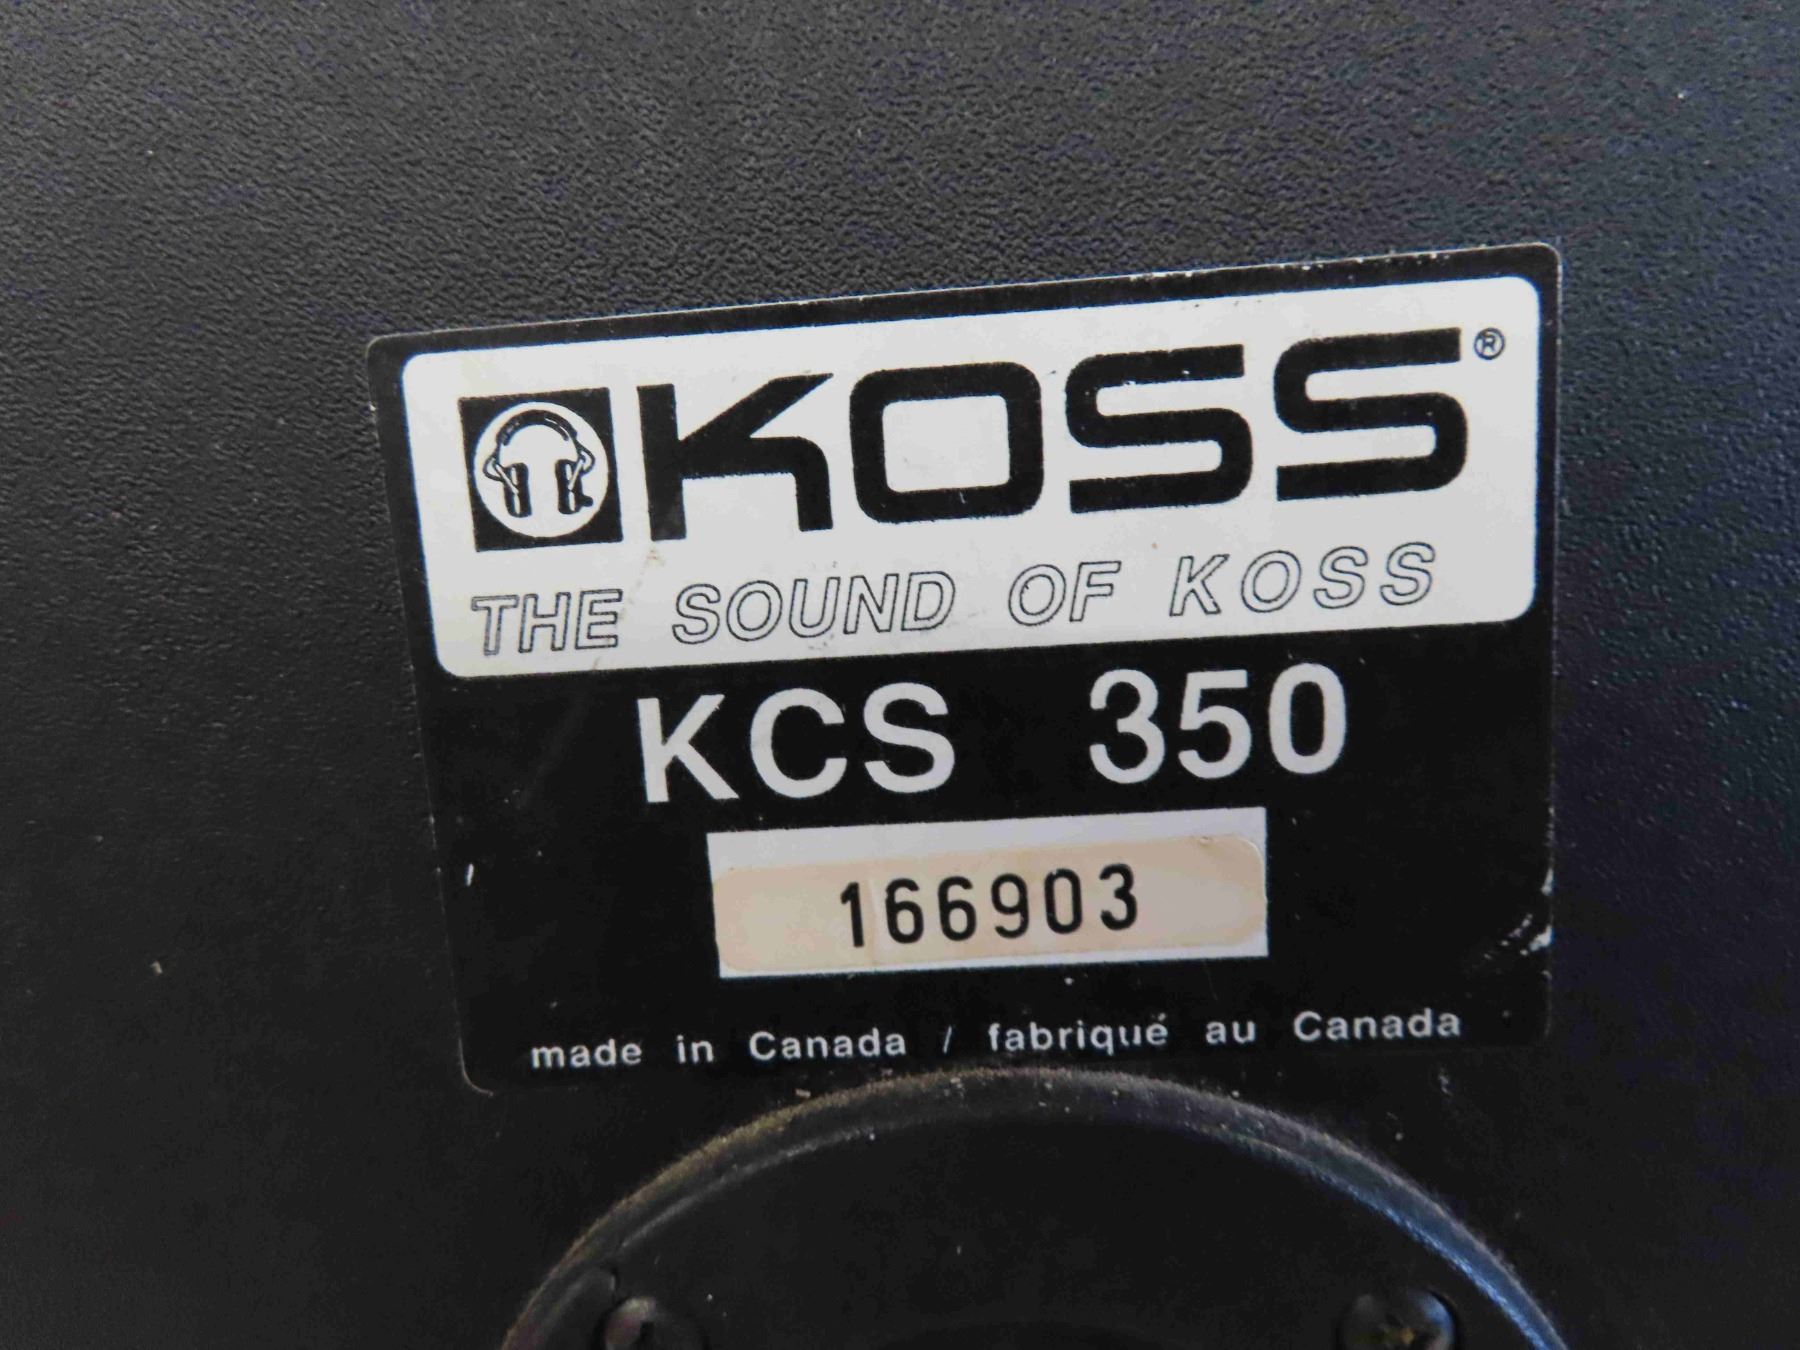 KOSS®
THE SOUND OF KOSS
KCS 350
166903
made in Canada / fabriqué au Canada